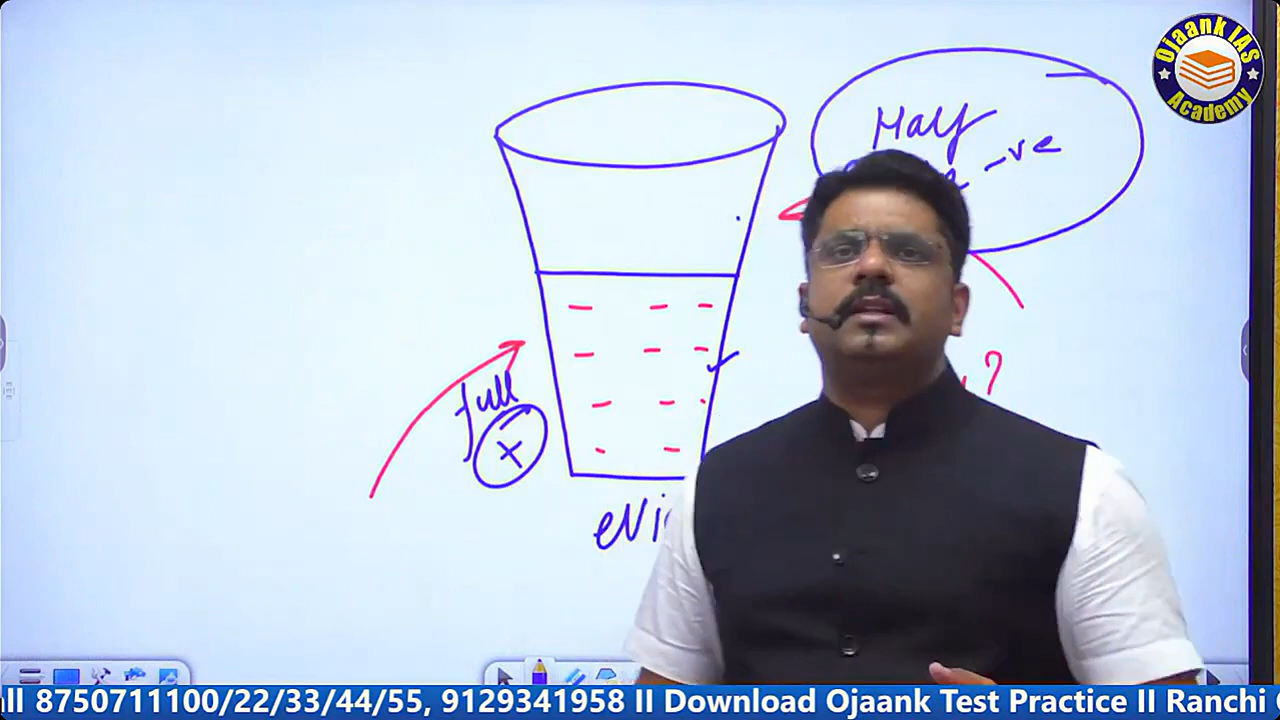 Ojaank IAS
Academy
Half
-ve
?
full
+
all 8750711100/22/33/44/55, 9129341958 II Download Ojaank Test Practice II Ranchi